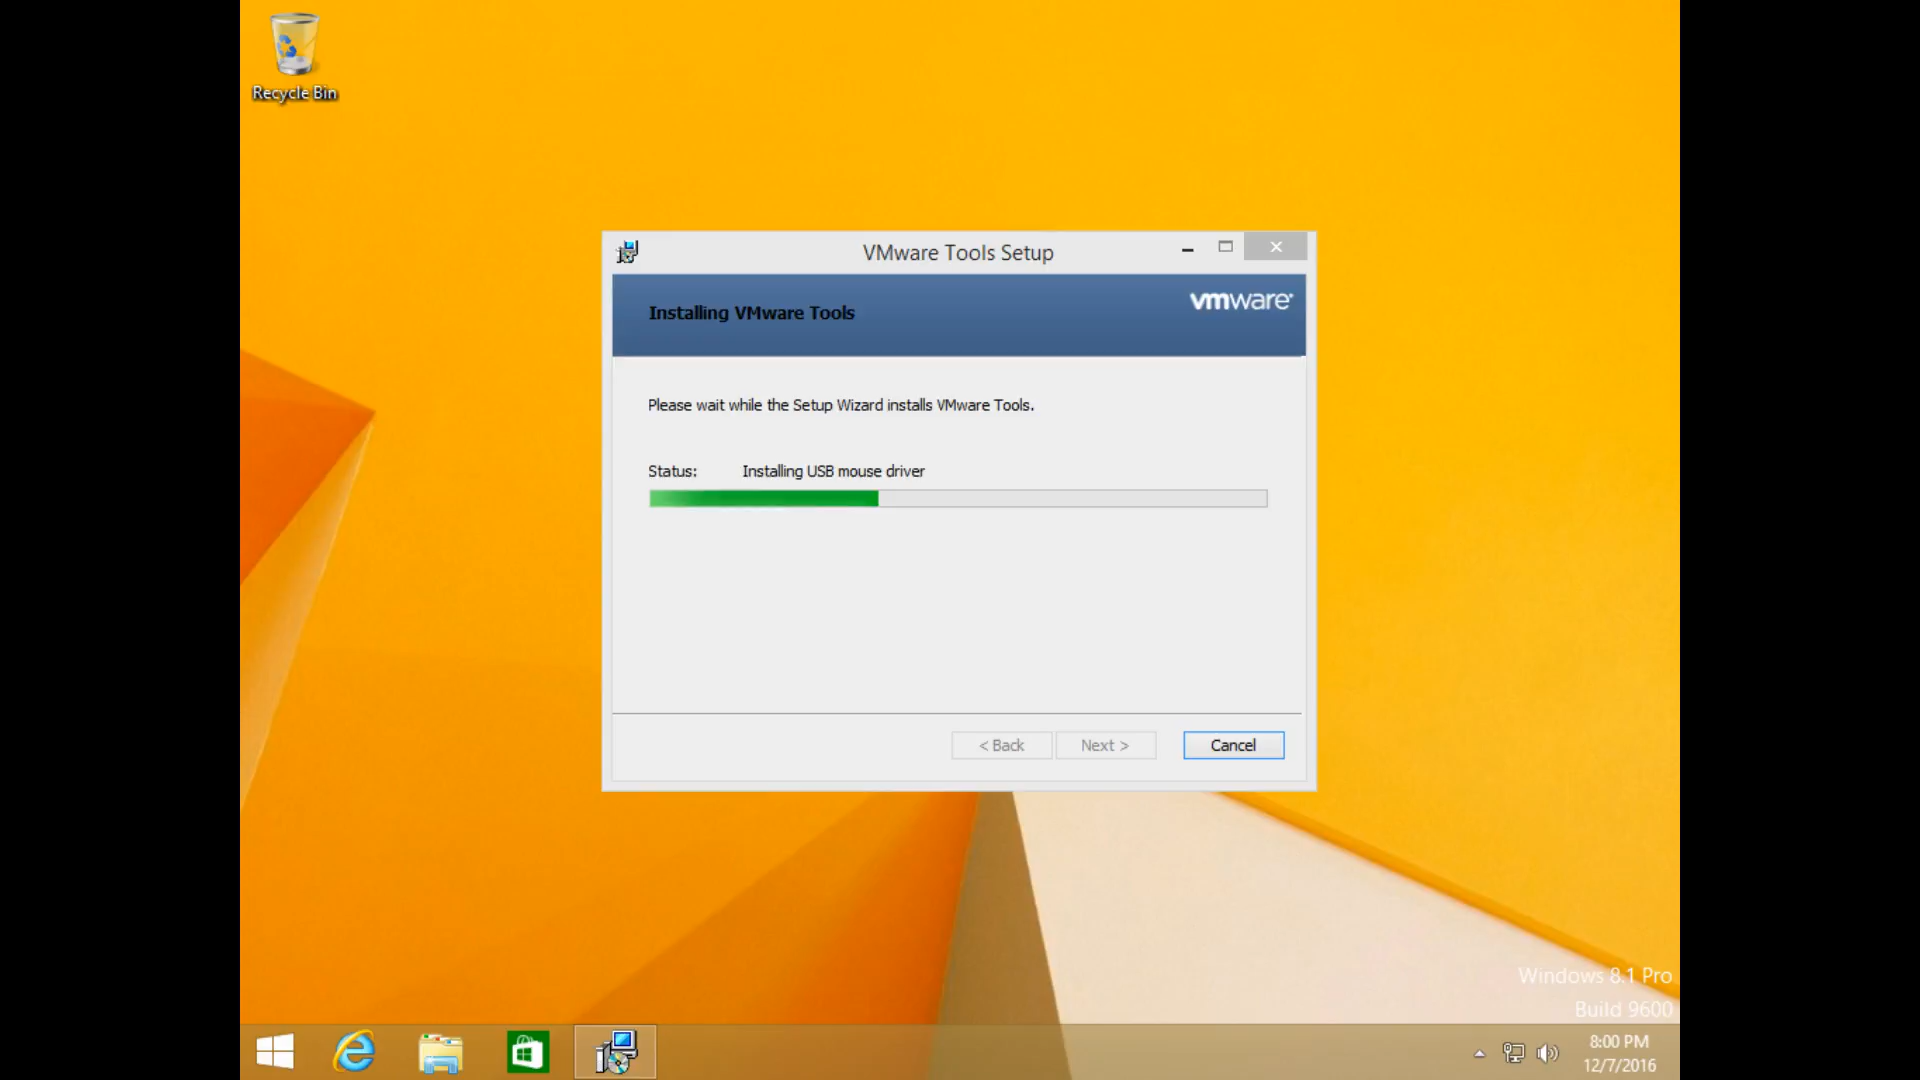 Recycle Bin
VMware Tools Setup
Installing VMware Tools
vmware
Please wait while the Setup Wizard installs VMware Tools.
Status: Installing USB mouse driver
< Back Next > Cancel
Windows 8.1 Pro
Build 9600
8:00 PM
12/7/2016